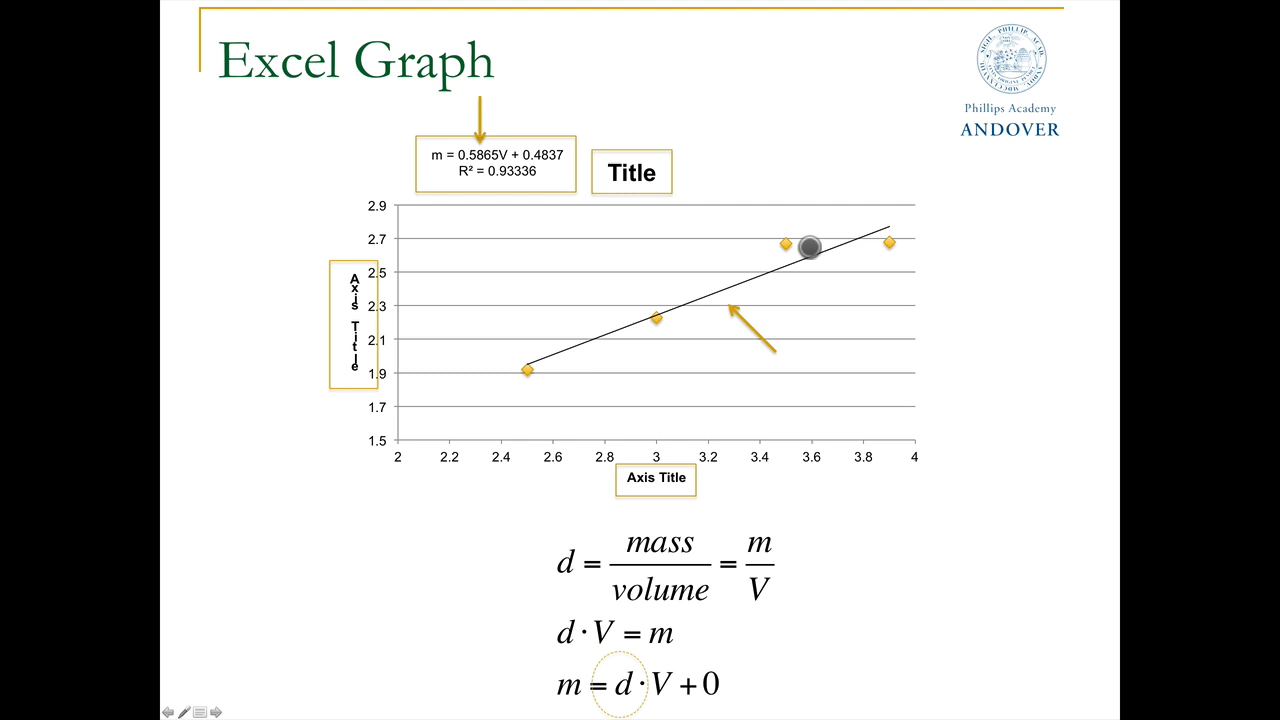 Excel Graph
Phillips Academy
ANDOVER
m = 0.5865V + 0.4837
R² = 0.93336
Title
2.9
2.7
2.5
2.3
2.1
1.9
1.7
1.5
Axis Title
2 2.2 2.4 2.6 2.8 3 3.2 3.4 3.6 3.8 4
Axis Title
d = mass/volume = m/V
d · V = m
m = d · V + 0